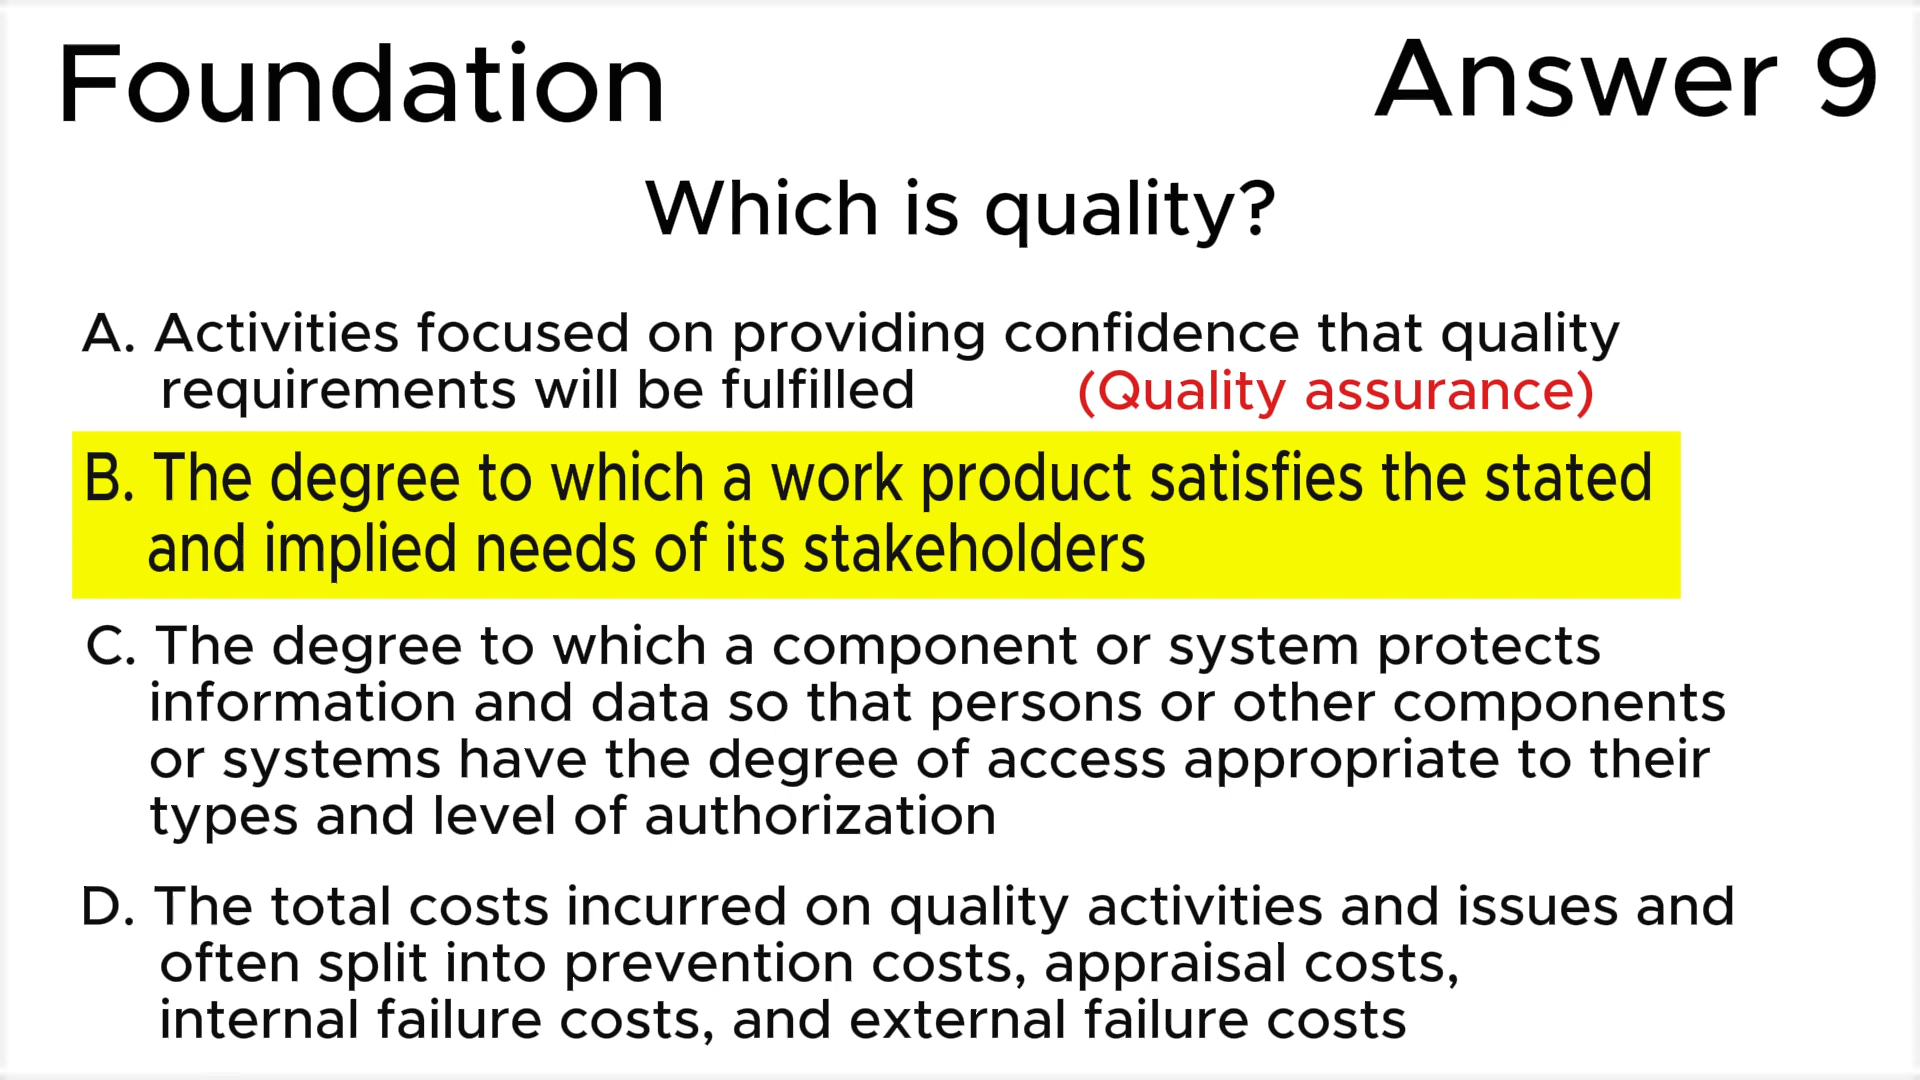 Foundation
Answer 9
Which is quality?
A. Activities focused on providing confidence that quality
requirements will be fulfilled (Quality assurance)
B. The degree to which a work product satisfies the stated
and implied needs of its stakeholders
C. The degree to which a component or system protects
information and data so that persons or other components
or systems have the degree of access appropriate to their
types and level of authorization
D. The total costs incurred on quality activities and issues and
often split into prevention costs, appraisal costs,
internal failure costs, and external failure costs